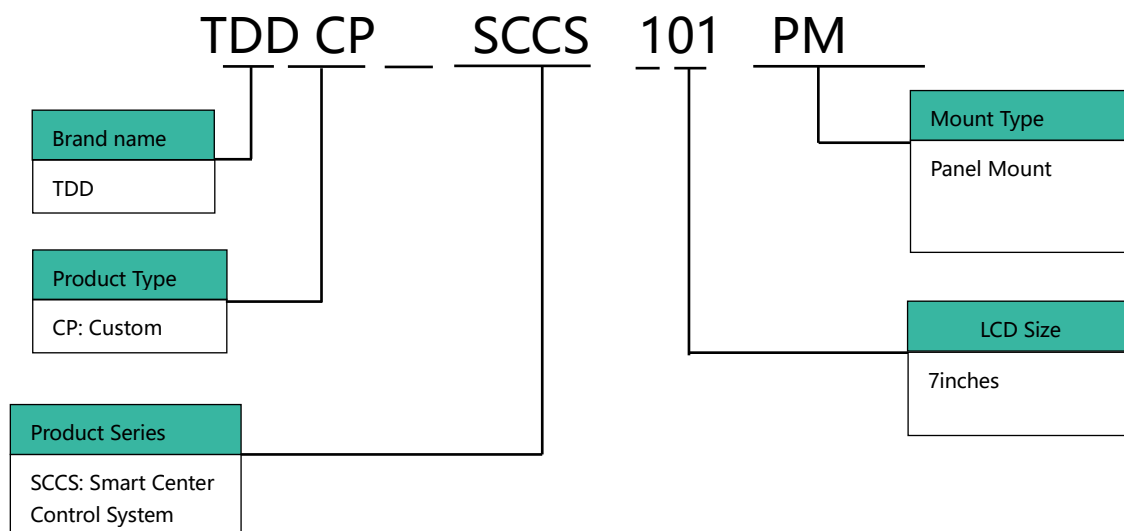 TDD CP SCCS 101 PM
Brand name
TDD
Product Type
CP: Custom
Product Series
SCCS: Smart Center
Control System
Mount Type
Panel Mount
LCD Size
7inches